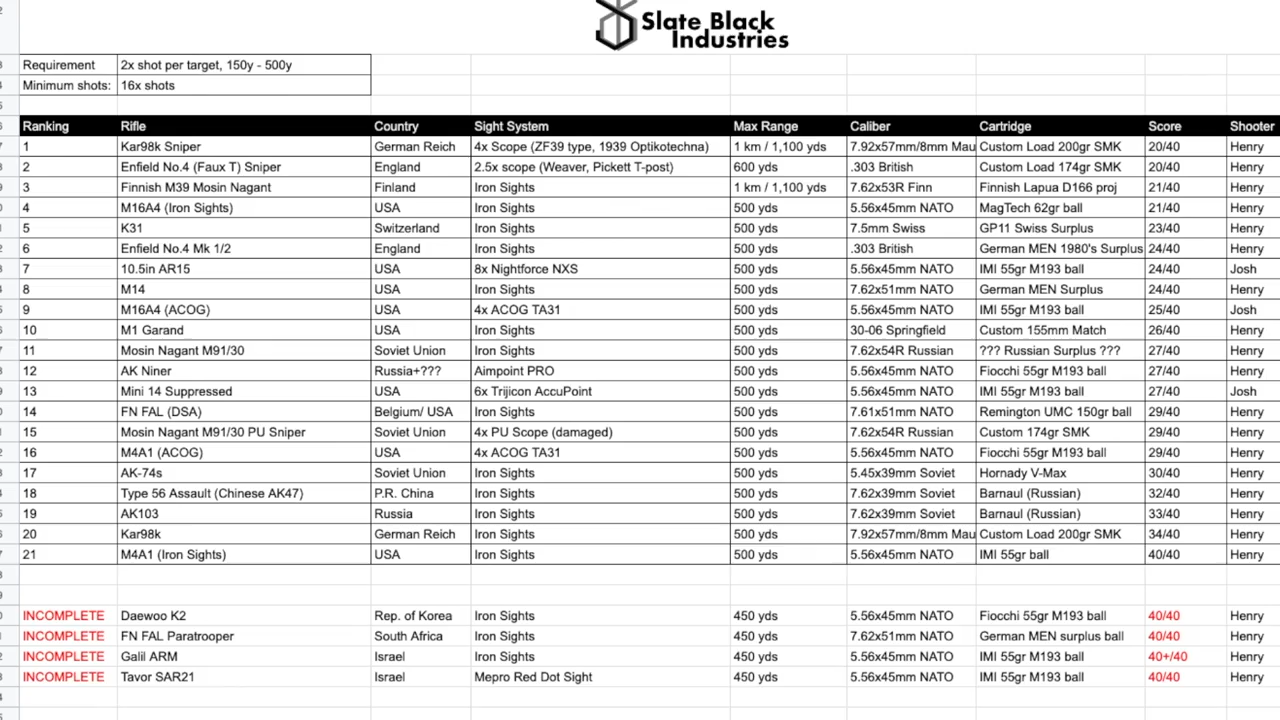 Slate Black
Industries
Requirement 2x shot per target, 150y - 500y
Minimum shots: 16x shots
Ranking Rifle Country Sight System Max Range Caliber Cartridge Score Shooter
1 Kar98k Sniper German Reich 4x Scope (ZF39 type, 1939 Optikotechna) 1 km / 1,100 yds 7.92x57mm/8mm Mau Custom Load 200gr SMK 20/40 Henry
2 Enfield No.4 (Faux T) Sniper England 2.5x scope (Weaver, Pickett T-post) 600 yds .303 British Custom Load 174gr SMK 20/40 Henry
3 Finnish M39 Mosin Nagant Finland Iron Sights 1 km / 1,100 yds 7.62x53R Finn Finnish Lapua D166 proj 21/40 Henry
4 M16A4 (Iron Sights) USA Iron Sights 500 yds 5.56x45mm NATO MagTech 62gr ball 21/40 Henry
5 K31 Switzerland Iron Sights 500 yds 7.5mm Swiss GP11 Swiss Surplus 23/40 Henry
6 Enfield No.4 Mk 1/2 England Iron Sights 500 yds .303 British German MEN 1980's Surplus 24/40 Henry
7 10.5in AR15 USA 8x Nightforce NXS 500 yds 5.56x45mm NATO IMI 55gr M193 ball 24/40 Josh
8 M14 USA Iron Sights 500 yds 7.62x51mm NATO German MEN Surplus 24/40 Henry
9 M16A4 (ACOG) USA 4x ACOG TA31 500 yds 5.56x45mm NATO IMI 55gr M193 ball 25/40 Josh
10 M1 Garand USA Iron Sights 500 yds 30-06 Springfield Custom 155mm Match 26/40 Henry
11 Mosin Nagant M91/30 Soviet Union Iron Sights 500 yds 7.62x54R Russian ??? Russian Surplus ??? 27/40 Henry
12 AK Niner Russia+??? Aimpoint PRO 500 yds 5.56x45mm NATO Fiocchi 55gr M193 ball 27/40 Henry
13 Mini 14 Suppressed USA 6x Trijicon AccuPoint 500 yds 5.56x45mm NATO IMI 55gr M193 ball 27/40 Josh
14 FN FAL (DSA) Belgium/ USA Iron Sights 500 yds 7.61x51mm NATO Remington UMC 150gr ball 29/40 Henry
15 Mosin Nagant M91/30 PU Sniper Soviet Union 4x PU Scope (damaged) 500 yds 7.62x54R Russian Custom 174gr SMK 29/40 Henry
16 M4A1 (ACOG) USA 4x ACOG TA31 500 yds 5.56x45mm NATO Fiocchi 55gr M193 ball 29/40 Henry
17 AK-74s Soviet Union Iron Sights 500 yds 5.45x39mm Soviet Hornady V-Max 30/40 Henry
18 Type 56 Assault (Chinese AK47) P.R. China Iron Sights 500 yds 7.62x39mm Soviet Barnaul (Russian) 32/40 Henry
19 AK103 Russia Iron Sights 500 yds 7.62x39mm Soviet Barnaul (Russian) 33/40 Henry
20 Kar98k German Reich Iron Sights 500 yds 7.92x57mm/8mm Mau Custom Load 200gr SMK 34/40 Henry
21 M4A1 (Iron Sights) USA Iron Sights 500 yds 5.56x45mm NATO IMI 55gr ball 40/40 Henry
INCOMPLETE Daewoo K2 Rep. of Korea Iron Sights 450 yds 5.56x45mm NATO Fiocchi 55gr M193 ball 40/40 Henry
INCOMPLETE FN FAL Paratrooper South Africa Iron Sights 450 yds 7.62x51mm NATO German MEN surplus ball 40/40 Henry
INCOMPLETE Galil ARM Israel Iron Sights 450 yds 5.56x45mm NATO IMI 55gr M193 ball 40+/40 Henry
INCOMPLETE Tavor SAR21 Israel Mepro Red Dot Sight 450 yds 5.56x45mm NATO IMI 55gr M193 ball 40/40 Henry